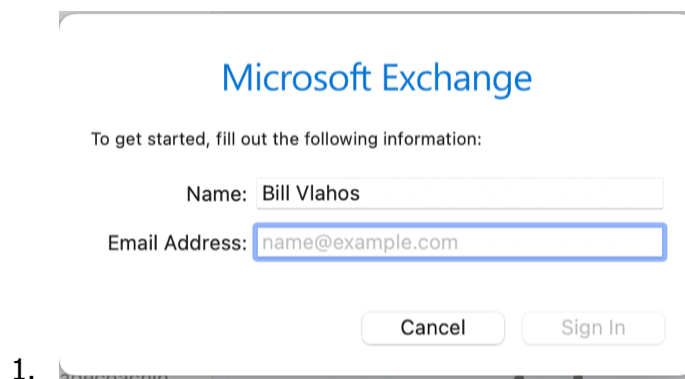 Microsoft Exchange
To get started, fill out the following information:
Name: Bill Vlahos
Email Address: name@example.com
Cancel Sign In
1.